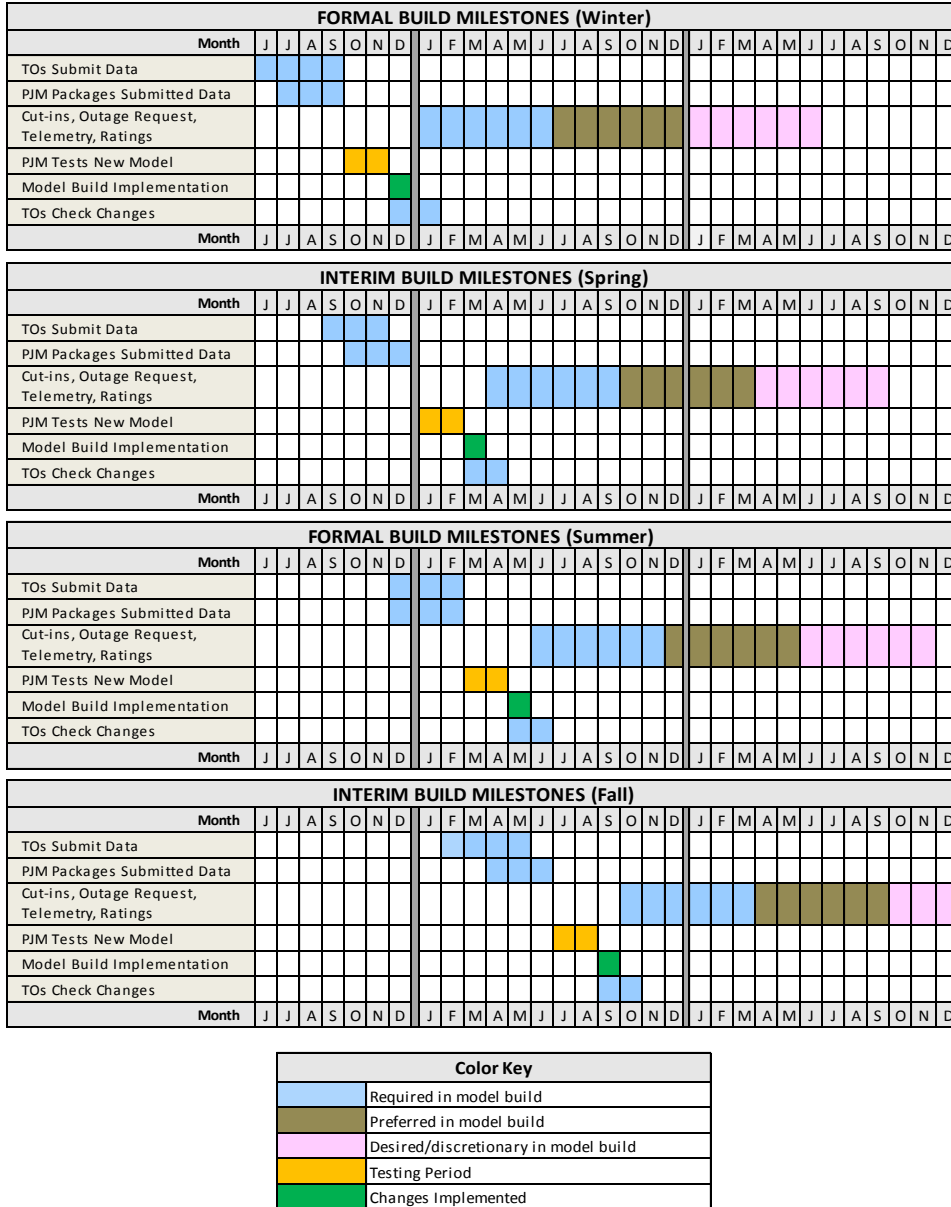 FORMAL BUILD MILESTONES (Winter)
Month J J A S O N D J F M A M J J A S O N D J F M A M J J A S O N D
TOs Submit Data
PJM Packages Submitted Data
Cut-ins, Outage Request,
Telemetry, Ratings
PJM Tests New Model
Model Build Implementation
TOs Check Changes
Month J J A S O N D J F M A M J J A S O N D J F M A M J J A S O N D
INTERIM BUILD MILESTONES (Spring)
Month J J A S O N D J F M A M J J A S O N D J F M A M J J A S O N D
TOs Submit Data
PJM Packages Submitted Data
Cut-ins, Outage Request,
Telemetry, Ratings
PJM Tests New Model
Model Build Implementation
TOs Check Changes
Month J J A S O N D J F M A M J J A S O N D J F M A M J J A S O N D
FORMAL BUILD MILESTONES (Summer)
Month J J A S O N D J F M A M J J A S O N D J F M A M J J A S O N D
TOs Submit Data
PJM Packages Submitted Data
Cut-ins, Outage Request,
Telemetry, Ratings
PJM Tests New Model
Model Build Implementation
TOs Check Changes
Month J J A S O N D J F M A M J J A S O N D J F M A M J J A S O N D
INTERIM BUILD MILESTONES (Fall)
Month J J A S O N D J F M A M J J A S O N D J F M A M J J A S O N D
TOs Submit Data
PJM Packages Submitted Data
Cut-ins, Outage Request,
Telemetry, Ratings
PJM Tests New Model
Model Build Implementation
TOs Check Changes
Month J J A S O N D J F M A M J J A S O N D J F M A M J J A S O N D
Color Key
Required in model build
Preferred in model build
Desired/discretionary in model build
Testing Period
Changes Implemented